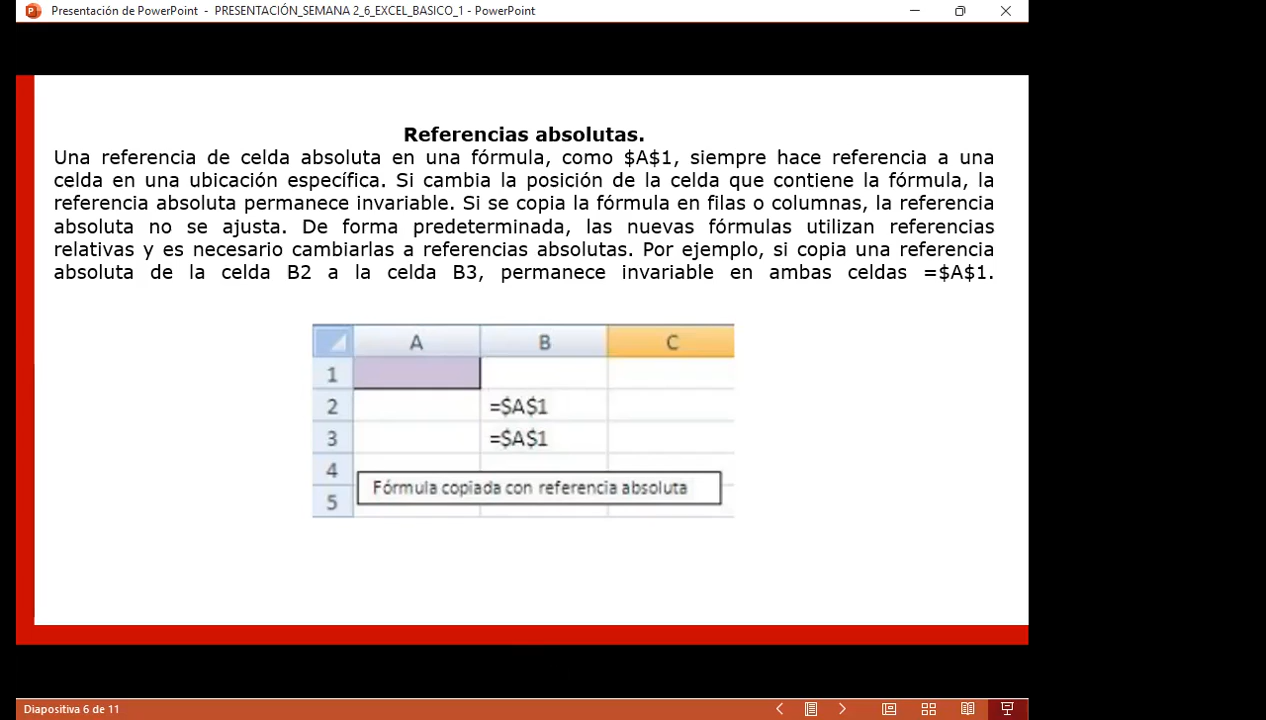 Presentación de PowerPoint - PRESENTACIÓN_SEMANA 2_6_EXCEL_BASICO_1 - PowerPoint
Referencias absolutas.
Una referencia de celda absoluta en una fórmula, como $A$1, siempre hace referencia a una
celda en una ubicación específica. Si cambia la posición de la celda que contiene la fórmula, la
referencia absoluta permanece invariable. Si se copia la fórmula en filas o columnas, la referencia
absoluta no se ajusta. De forma predeterminada, las nuevas fórmulas utilizan referencias
relativas y es necesario cambiarlas a referencias absolutas. Por ejemplo, si copia una referencia
absoluta de la celda B2 a la celda B3, permanece invariable en ambas celdas =$A$1.
A B C
1
2 =$A$1
3 =$A$1
4
Fórmula copiada con referencia absoluta
5
Diapositiva 6 de 11